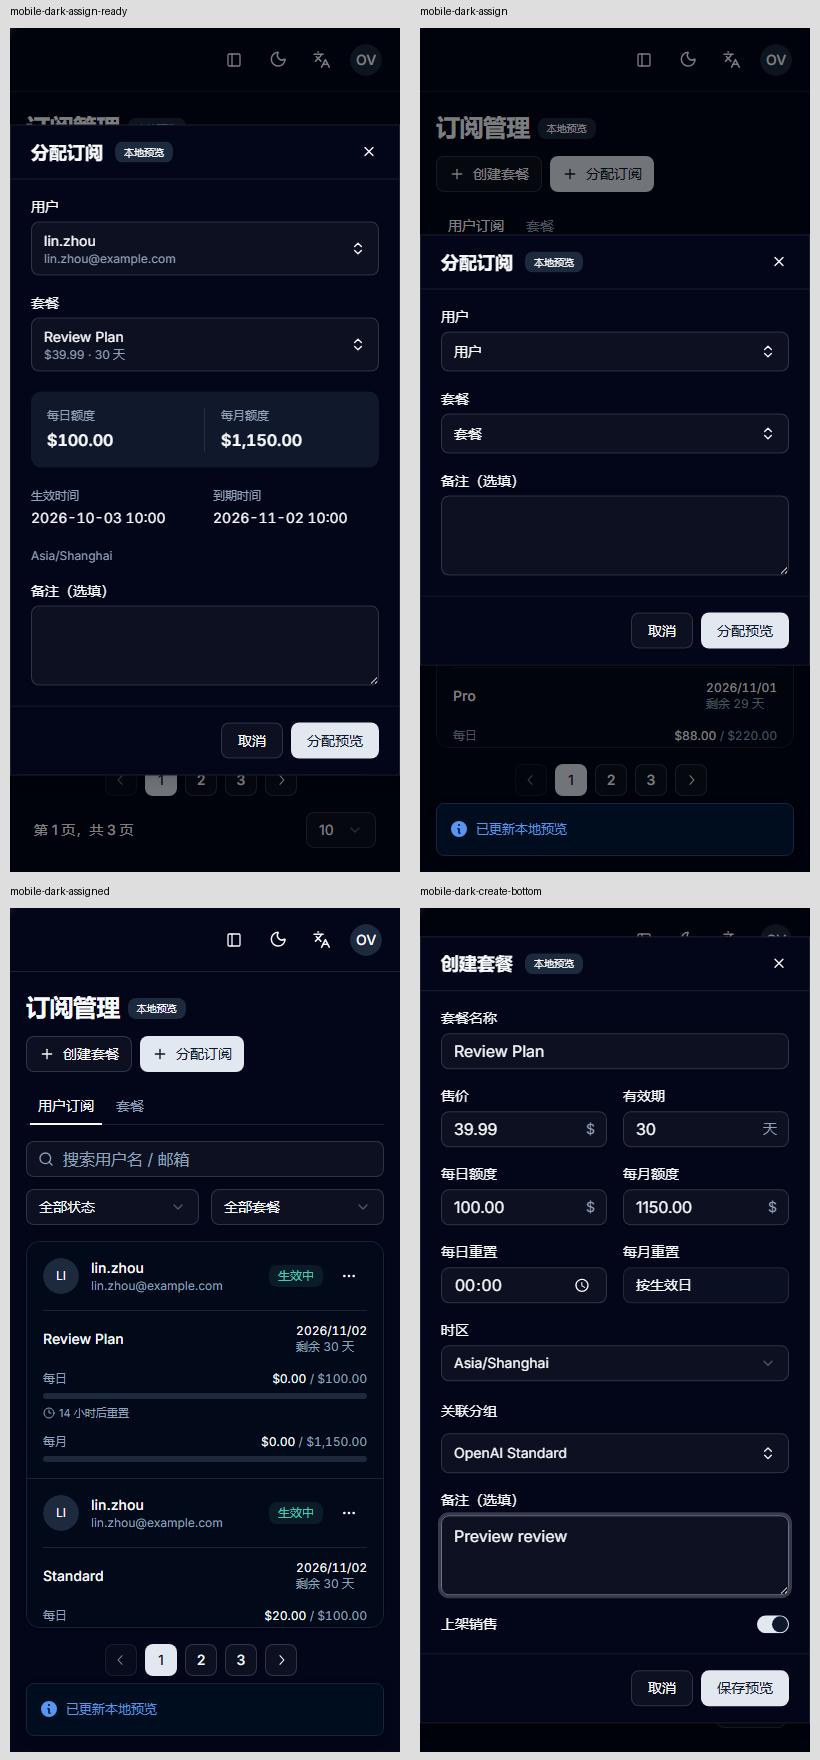 mobile-dark-assign-ready
OV
订阅管理 本地预览
分配订阅 本地预览
用户
lin.zhou
lin.zhou@example.com
套餐
Review Plan
$39.99 · 30 天
每日额度 每月额度
$100.00 $1,150.00
生效时间 到期时间
2026-10-03 10:00 2026-11-02 10:00
Asia/Shanghai
备注（选填）
取消 分配预览
1 2 3
第 1 页，共 3 页 10
mobile-dark-assign
OV
订阅管理 本地预览
创建套餐 分配订阅
用户订阅 套餐
分配订阅 本地预览
用户
用户
套餐
套餐
备注（选填）
取消 分配预览
Pro 2026/11/01
剩余 29 天
每日 $88.00 / $220.00
1 2 3
已更新本地预览
mobile-dark-assigned
OV
订阅管理 本地预览
创建套餐 分配订阅
用户订阅 套餐
搜索用户名 / 邮箱
全部状态 全部套餐
LI lin.zhou 生效中
lin.zhou@example.com
Review Plan 2026/11/02
剩余 30 天
每日 $0.00 / $100.00
14 小时后重置
每月 $0.00 / $1,150.00
LI lin.zhou 生效中
lin.zhou@example.com
Standard 2026/11/02
剩余 30 天
每日 $20.00 / $100.00
1 2 3
已更新本地预览
mobile-dark-create-bottom
OV
创建套餐 本地预览
套餐名称
Review Plan
售价 有效期
39.99 $ 30 天
每日额度 每月额度
100.00 $ 1150.00 $
每日重置 每月重置
00:00 按生效日
时区
Asia/Shanghai
关联分组
OpenAI Standard
备注（选填）
Preview review
上架销售
取消 保存预览